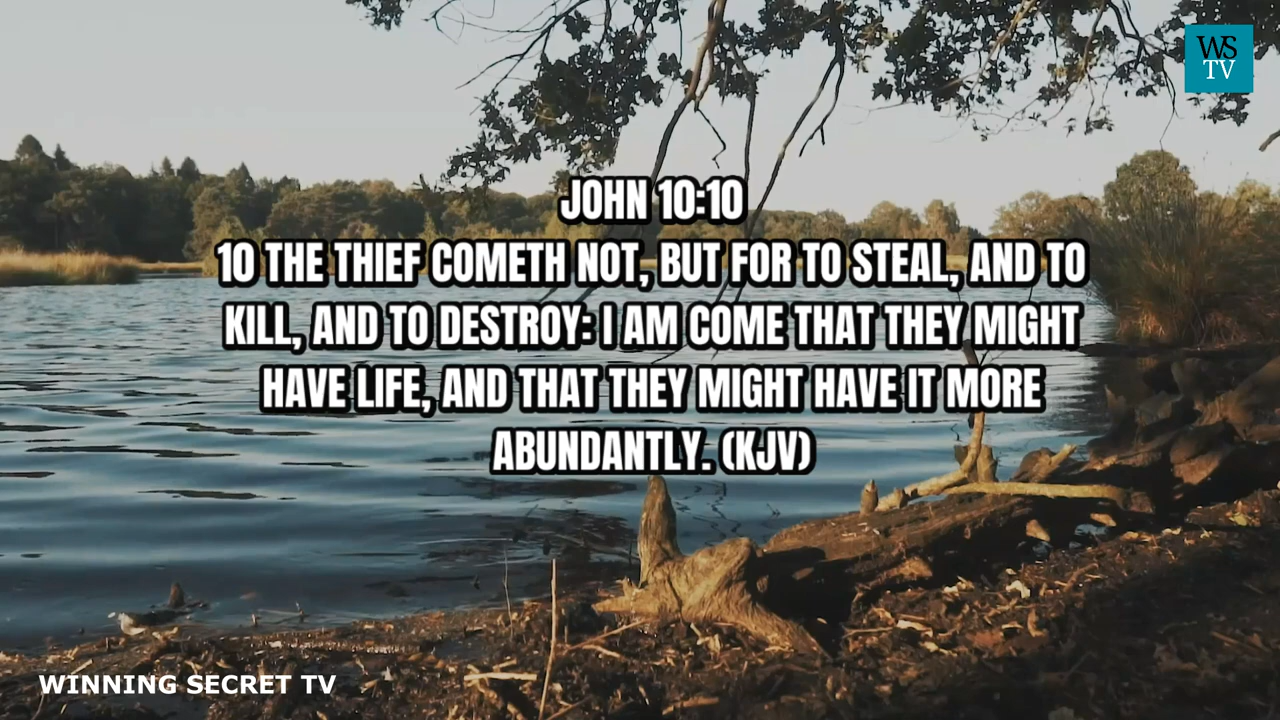 WS
TV
JOHN 10:10
10 THE THIEF COMETH NOT, BUT FOR TO STEAL, AND TO
KILL, AND TO DESTROY: I AM COME THAT THEY MIGHT
HAVE LIFE, AND THAT THEY MIGHT HAVE IT MORE
ABUNDANTLY. (KJV)
WINNING SECRET TV